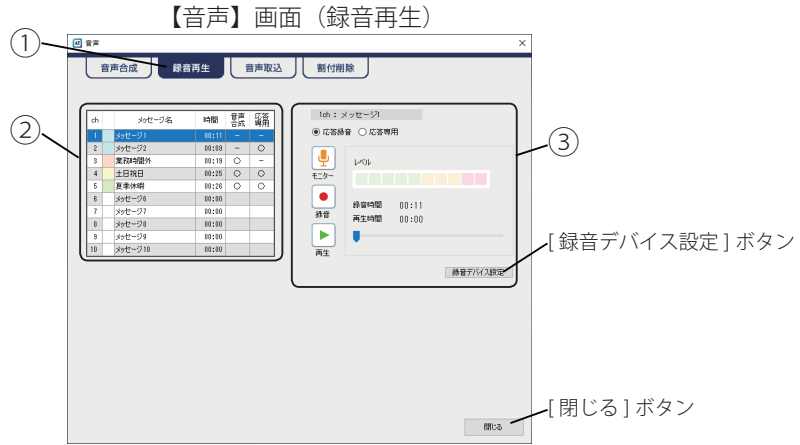 【音声】画面（録音再生）
①
AT 音声 ×
音声合成 録音再生 音声取込 割付削除
②
ch メッセージ名 時間 音声合成 応答専用
1 メッセージ1 00:11 － －
2 メッセージ2 00:09 － ○
3 業務時間外 00:19 ○ －
4 土日祝日 00:25 ○ ○
5 夏季休暇 00:26 ○ ○
6 メッセージ6 00:00
7 メッセージ7 00:00
8 メッセージ8 00:00
9 メッセージ9 00:00
10 メッセージ10 00:00
③
1ch : メッセージ1
応答録音 応答専用
モニター
レベル
録音
録音時間 00:11
再生時間 00:00
再生
録音デバイス設定
[録音デバイス設定]ボタン
閉じる
[閉じる]ボタン